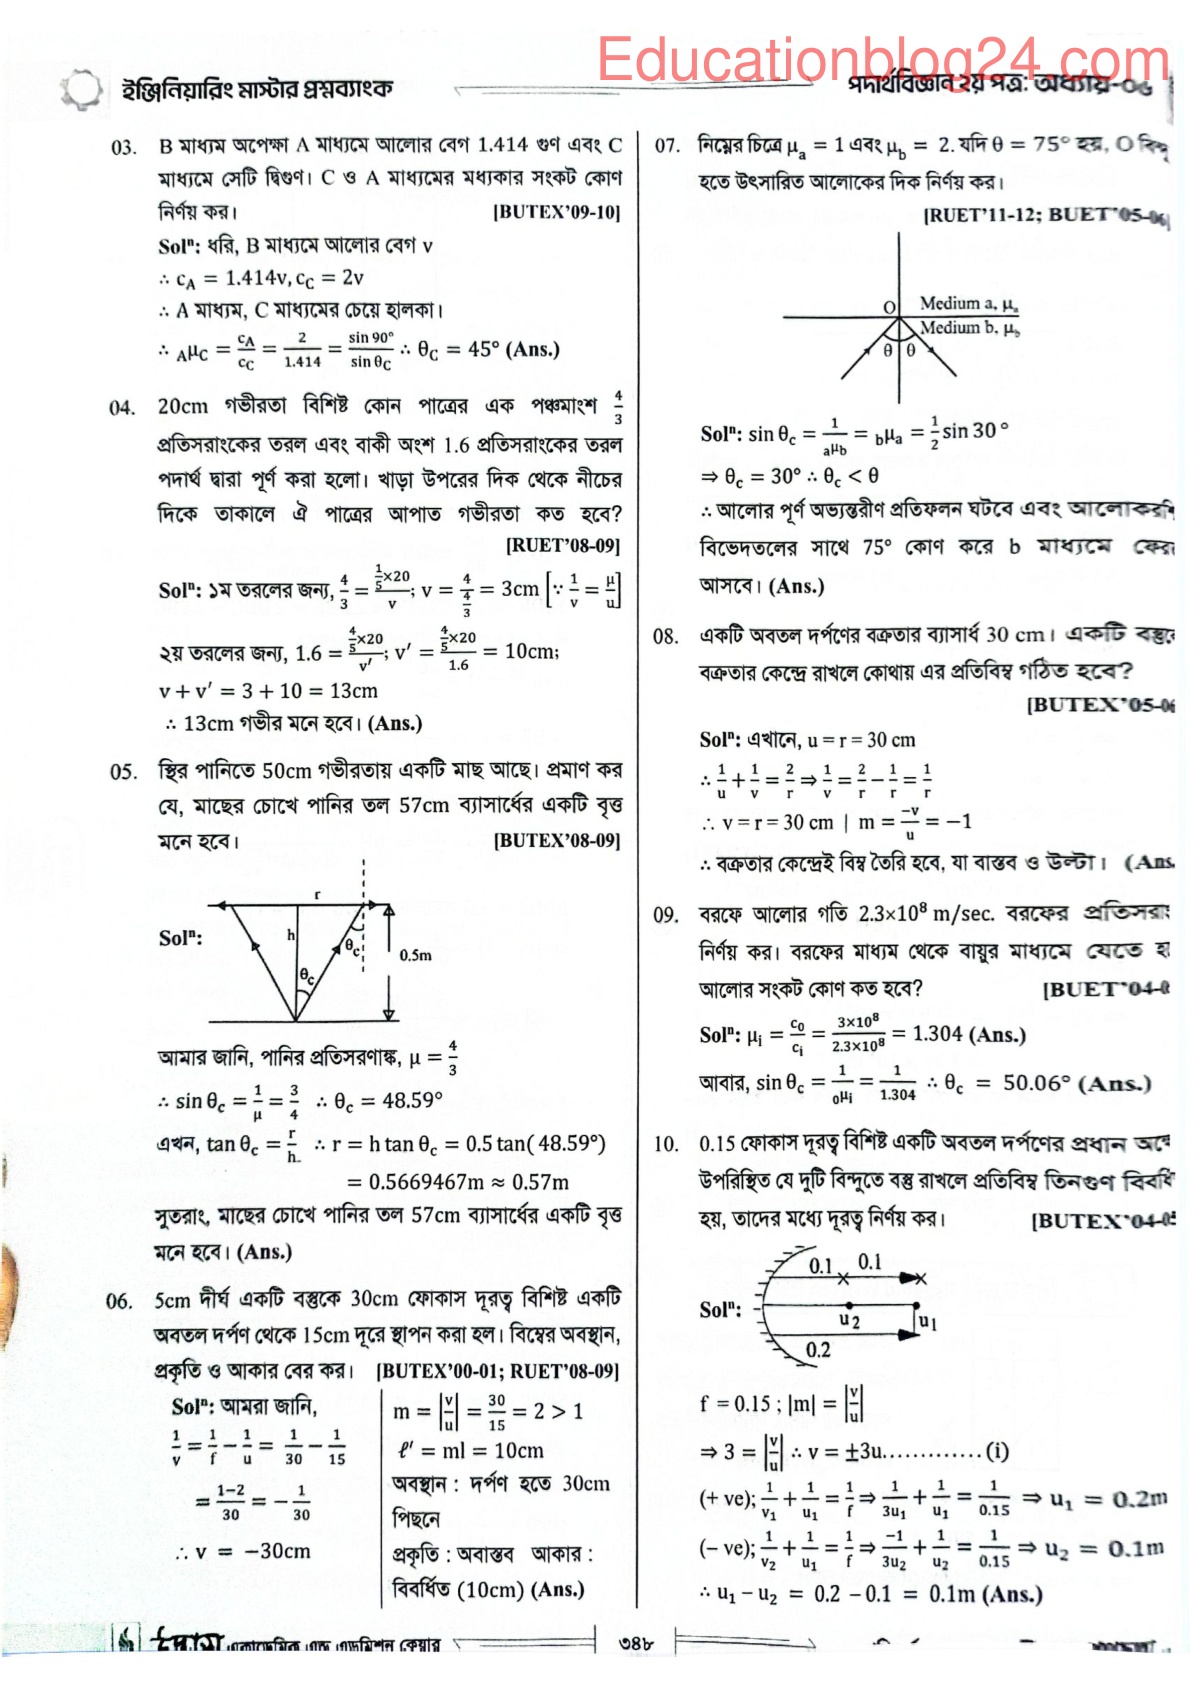 Educationblog24.com
ইঞ্জিনিয়ারিং মাস্টার প্রশ্নব্যাংক
পদার্থবিজ্ঞান ২য় পত্র: অধ্যায়-০৬
03. B মাধ্যম অপেক্ষা A মাধ্যমে আলোর বেগ 1.414 গুণ এবং C
মাধ্যমে সেটি দ্বিগুণ। C ও A মাধ্যমের মধ্যকার সংকট কোণ
নির্ণয় কর। [BUTEX’09-10]
Solⁿ: ধরি, B মাধ্যমে আলোর বেগ v
∴ c_A = 1.414v, c_C = 2v
∴ A মাধ্যম, C মাধ্যমের চেয়ে হালকা।
∴ _Aμ_C = c_A/c_C = 2/1.414 = sin 90°/sin θ_C ∴ θ_C = 45° (Ans.)
04. 20cm গভীরতা বিশিষ্ট কোন পাত্রের এক পঞ্চমাংশ 4/3
প্রতিসরাংকের তরল এবং বাকী অংশ 1.6 প্রতিসরাংকের তরল
পদার্থ দ্বারা পূর্ণ করা হলো। খাড়া উপরের দিক থেকে নীচের
দিকে তাকালে ঐ পাত্রের আপাত গভীরতা কত হবে?
[RUET’08-09]
Solⁿ: ১ম তরলের জন্য, 4/3 = (1/5×20)/v; v = 4/(4/3) = 3cm [∵ 1/v = μ/u]
২য় তরলের জন্য, 1.6 = (4/5×20)/v′; v′ = (4/5×20)/1.6 = 10cm;
v + v′ = 3 + 10 = 13cm
∴ 13cm গভীর মনে হবে। (Ans.)
05. স্থির পানিতে 50cm গভীরতায় একটি মাছ আছে। প্রমাণ কর
যে, মাছের চোখে পানির তল 57cm ব্যাসার্ধের একটি বৃত্ত
মনে হবে। [BUTEX’08-09]
Solⁿ:
r
h
θ_c
θ_c
0.5m
আমার জানি, পানির প্রতিসরণাঙ্ক, μ = 4/3
∴ sin θ_c = 1/μ = 3/4 ∴ θ_c = 48.59°
এখন, tan θ_c = r/h ∴ r = h tan θ_c = 0.5 tan( 48.59°)
= 0.5669467m ≈ 0.57m
সুতরাং, মাছের চোখে পানির তল 57cm ব্যাসার্ধের একটি বৃত্ত
মনে হবে। (Ans.)
06. 5cm দীর্ঘ একটি বস্তুকে 30cm ফোকাস দূরত্ব বিশিষ্ট একটি
অবতল দর্পণ থেকে 15cm দূরে স্থাপন করা হল। বিম্বের অবস্থান,
প্রকৃতি ও আকার বের কর। [BUTEX’00-01; RUET’08-09]
Solⁿ: আমরা জানি,
1/v = 1/f − 1/u = 1/30 − 1/15
= (1−2)/30 = − 1/30
∴ v = −30cm
m = |v/u| = 30/15 = 2 > 1
ℓ′ = ml = 10cm
অবস্থান : দর্পণ হতে 30cm
পিছনে
প্রকৃতি : অবাস্তব আকার :
বিবর্ধিত (10cm) (Ans.)
07. নিম্নের চিত্রে μ_a = 1 এবং μ_b = 2. যদি θ = 75° হয়, O বিন্দু
হতে উৎসারিত আলোকের দিক নির্ণয় কর।
[RUET’11-12; BUET’05-06]
O
Medium a, μ_a
Medium b, μ_b
θ θ
Solⁿ: sin θ_c = 1/_aμ_b = _bμ_a = 1/2 sin 30 °
⇒ θ_c = 30° ∴ θ_c < θ
∴ আলোর পূর্ণ অভ্যন্তরীণ প্রতিফলন ঘটবে এবং আলোকরশ্মি
বিভেদতলের সাথে 75° কোণ করে b মাধ্যমে ফেরত
আসবে। (Ans.)
08. একটি অবতল দর্পণের বক্রতার ব্যাসার্ধ 30 cm। একটি বস্তুকে
বক্রতার কেন্দ্রে রাখলে কোথায় এর প্রতিবিম্ব গঠিত হবে?
[BUTEX’05-06
Solⁿ: এখানে, u = r = 30 cm
∴ 1/u + 1/v = 2/r ⇒ 1/v = 2/r − 1/r = 1/r
∴ v = r = 30 cm | m = −v/u = −1
∴ বক্রতার কেন্দ্রেই বিম্ব তৈরি হবে, যা বাস্তব ও উল্টা। (Ans.
09. বরফে আলোর গতি 2.3×10⁸ m/sec. বরফের প্রতিসরাং
নির্ণয় কর। বরফের মাধ্যম থেকে বায়ুর মাধ্যমে যেতে হ
আলোর সংকট কোণ কত হবে? [BUET’04-0
Solⁿ: μ_i = c₀/c_i = 3×10⁸/2.3×10⁸ = 1.304 (Ans.)
আবার, sin θ_c = 1/₀μ_i = 1/1.304 ∴ θ_c = 50.06° (Ans.)
10. 0.15 ফোকাস দূরত্ব বিশিষ্ট একটি অবতল দর্পণের প্রধান অক্ষে
উপরিস্থিত যে দুটি বিন্দুতে বস্তু রাখলে প্রতিবিম্ব তিনগুণ বিবর্ধি
হয়, তাদের মধ্যে দূরত্ব নির্ণয় কর। [BUTEX’04-05
Solⁿ:
0.1 0.1
u₂ u₁
0.2
f = 0.15 ; |m| = |v/u|
⇒ 3 = |v/u| ∴ v = ±3u.............(i)
(+ ve); 1/v₁ + 1/u₁ = 1/f ⇒ 1/3u₁ + 1/u₁ = 1/0.15 ⇒ u₁ = 0.2m
(− ve); 1/v₂ + 1/u₁ = 1/f ⇒ −1/3u₂ + 1/u₂ = 1/0.15 ⇒ u₂ = 0.1m
∴ u₁ − u₂ = 0.2 − 0.1 = 0.1m (Ans.)
উদ্ভাস একাডেমিক এন্ড এডমিশন কেয়ার
৩৪৮